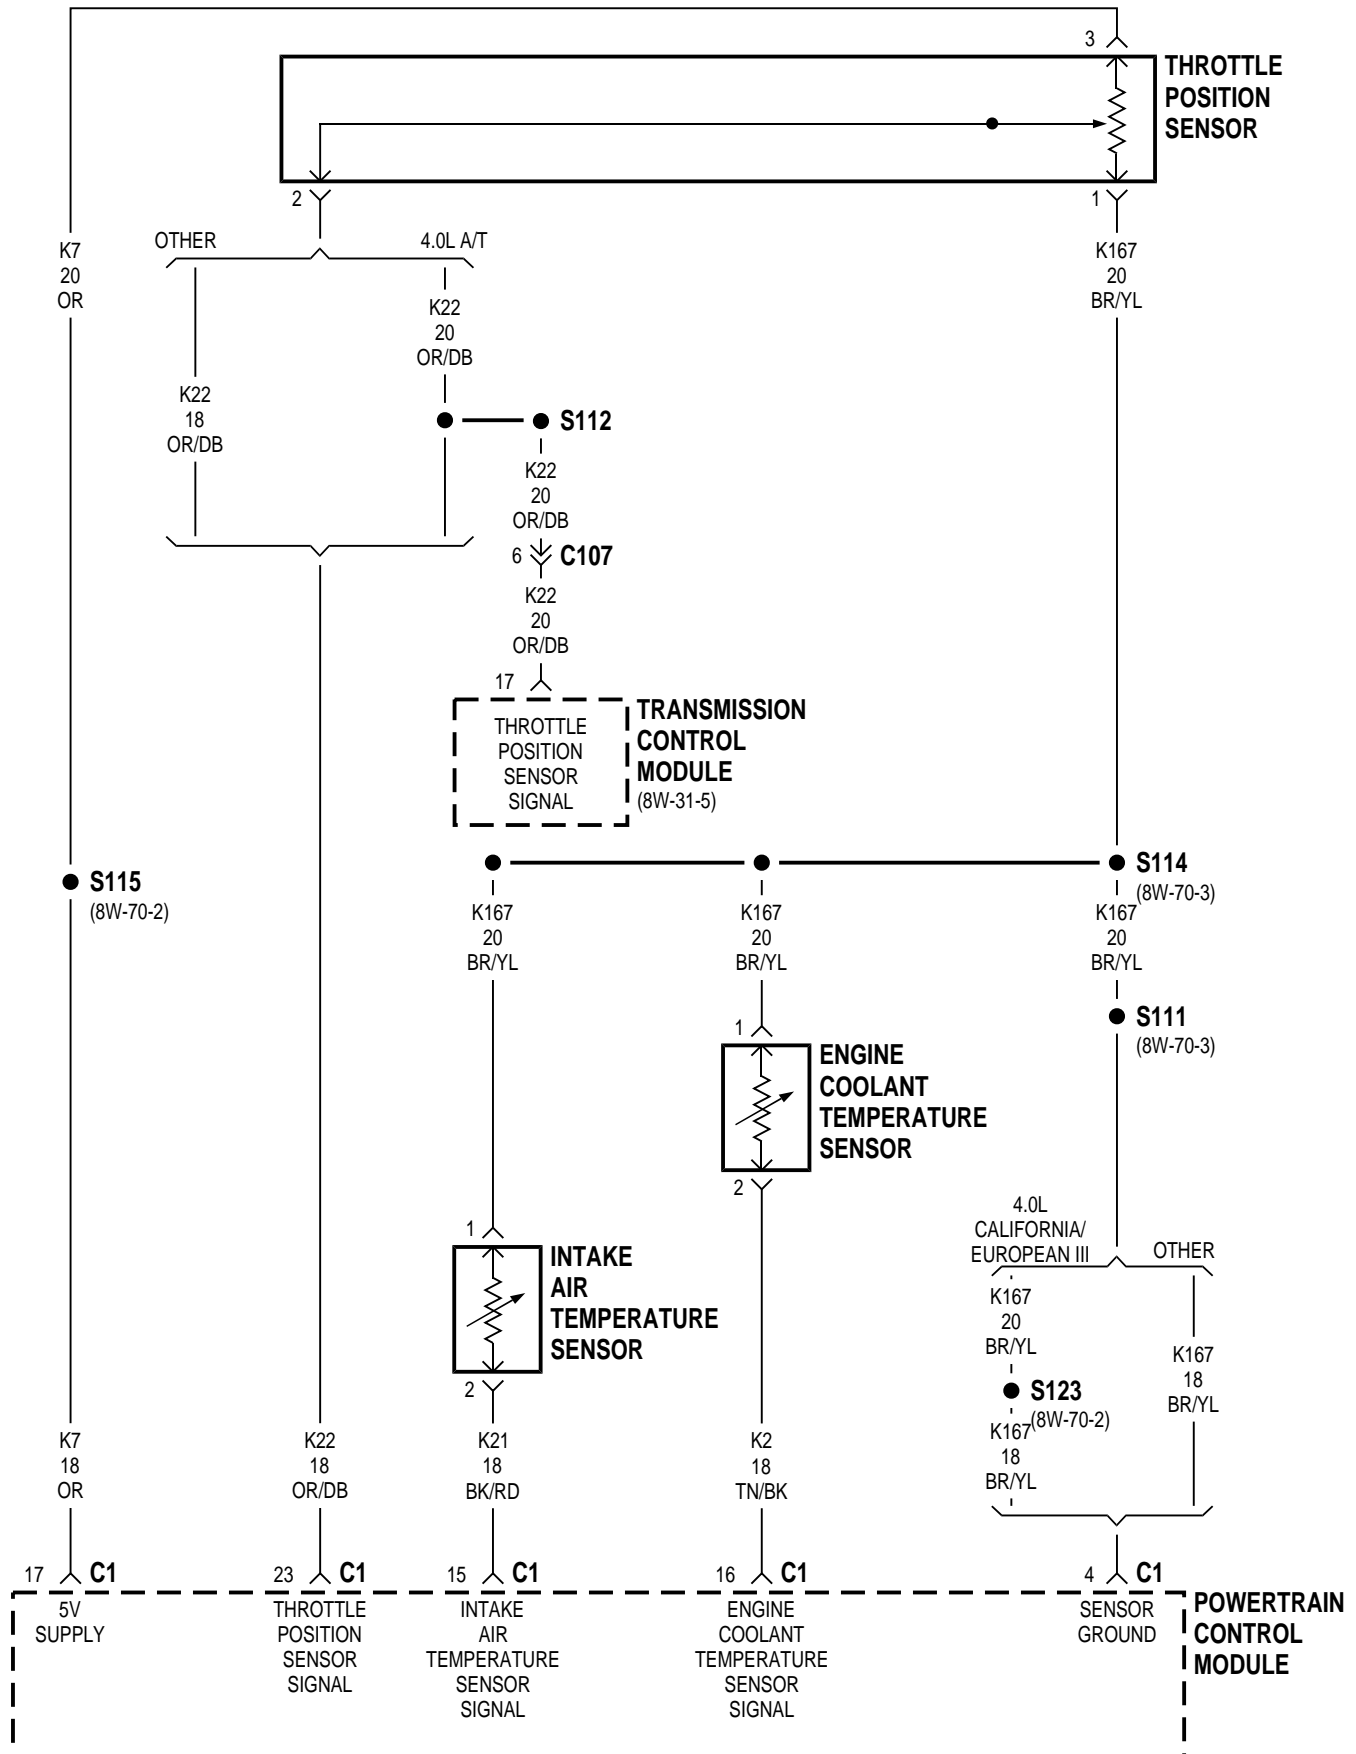 3
THROTTLE
POSITION
SENSOR
2
1
OTHER
4.0L A/T
K7
20
OR
K167
20
BR/YL
K22
20
OR/DB
K22
18
OR/DB
S112
K22
20
OR/DB
6
C107
K22
20
OR/DB
17
THROTTLE
POSITION
SENSOR
SIGNAL
TRANSMISSION
CONTROL
MODULE
(8W-31-5)
S115
(8W-70-2)
S114
(8W-70-3)
K167
20
BR/YL
K167
20
BR/YL
K167
20
BR/YL
S111
(8W-70-3)
1
ENGINE
COOLANT
TEMPERATURE
SENSOR
2
1
INTAKE
AIR
TEMPERATURE
SENSOR
2
4.0L
CALIFORNIA/
EUROPEAN III
OTHER
K167
20
BR/YL
S123
(8W-70-2)
K167
18
BR/YL
K167
18
BR/YL
K7
18
OR
K22
18
OR/DB
K21
18
BK/RD
K2
18
TN/BK
17 C1
23 C1
15 C1
16 C1
4 C1
5V
SUPPLY
THROTTLE
POSITION
SENSOR
SIGNAL
INTAKE
AIR
TEMPERATURE
SENSOR
SIGNAL
ENGINE
COOLANT
TEMPERATURE
SENSOR
SIGNAL
SENSOR
GROUND
POWERTRAIN
CONTROL
MODULE